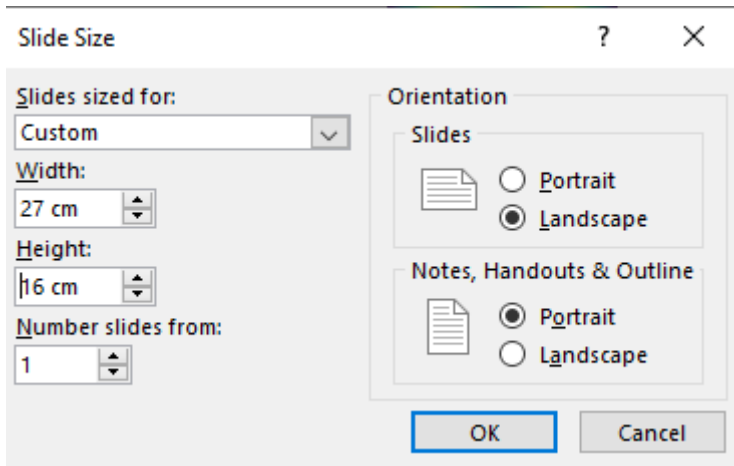 Slide Size
Slides sized for:
Custom
Width:
27 cm
Height:
16 cm
Number slides from:
1
Orientation
Slides
Portrait
Landscape
Notes, Handouts & Outline
Portrait
Landscape
OK
Cancel